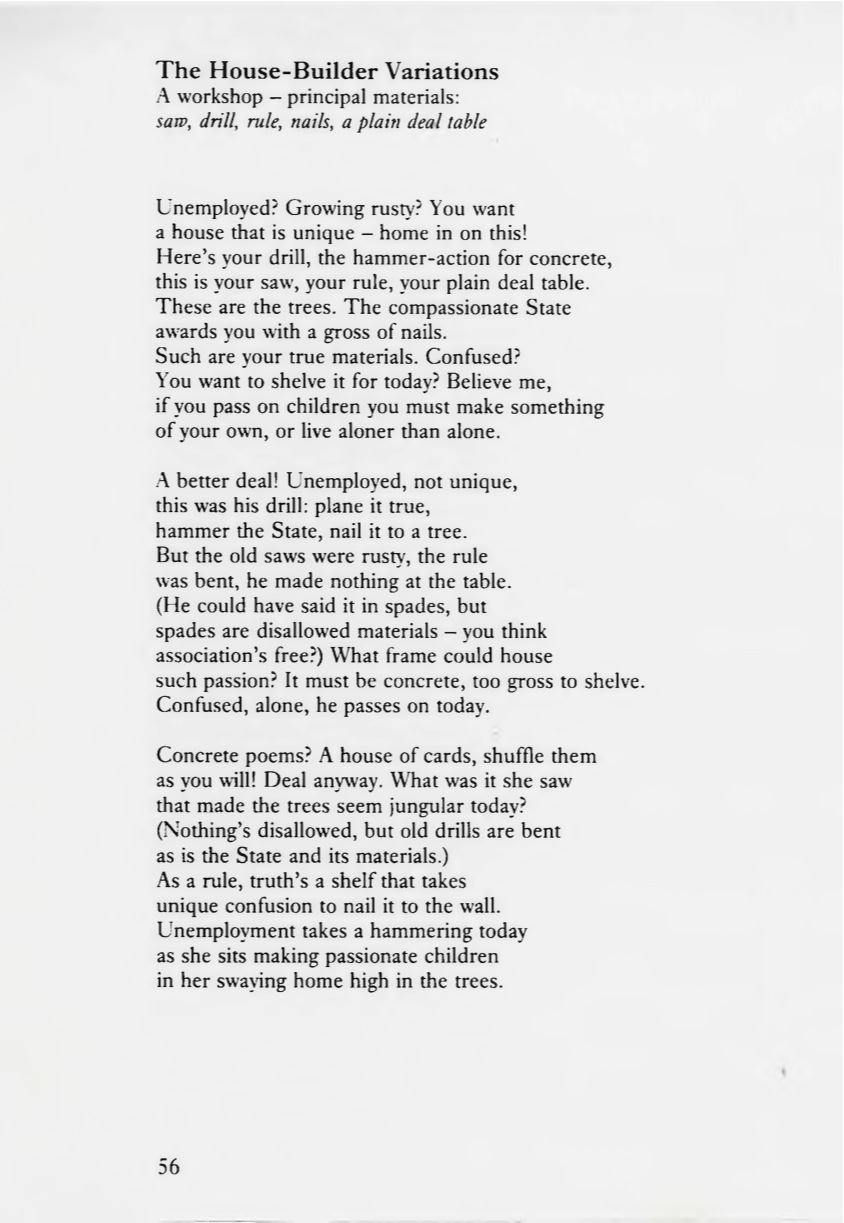 The House-Builder Variations
A workshop – principal materials:
saw, drill, rule, nails, a plain deal table
Unemployed? Growing rusty? You want
a house that is unique – home in on this!
Here's your drill, the hammer-action for concrete,
this is your saw, your rule, your plain deal table.
These are the trees. The compassionate State
awards you with a gross of nails.
Such are your true materials. Confused?
You want to shelve it for today? Believe me,
if you pass on children you must make something
of your own, or live aloner than alone.
A better deal! Unemployed, not unique,
this was his drill: plane it true,
hammer the State, nail it to a tree.
But the old saws were rusty, the rule
was bent, he made nothing at the table.
(He could have said it in spades, but
spades are disallowed materials – you think
association's free?) What frame could house
such passion? It must be concrete, too gross to shelve.
Confused, alone, he passes on today.
Concrete poems? A house of cards, shuffle them
as you will! Deal anyway. What was it she saw
that made the trees seem jungular today?
(Nothing's disallowed, but old drills are bent
as is the State and its materials.)
As a rule, truth's a shelf that takes
unique confusion to nail it to the wall.
Unemployment takes a hammering today
as she sits making passionate children
in her swaying home high in the trees.
56